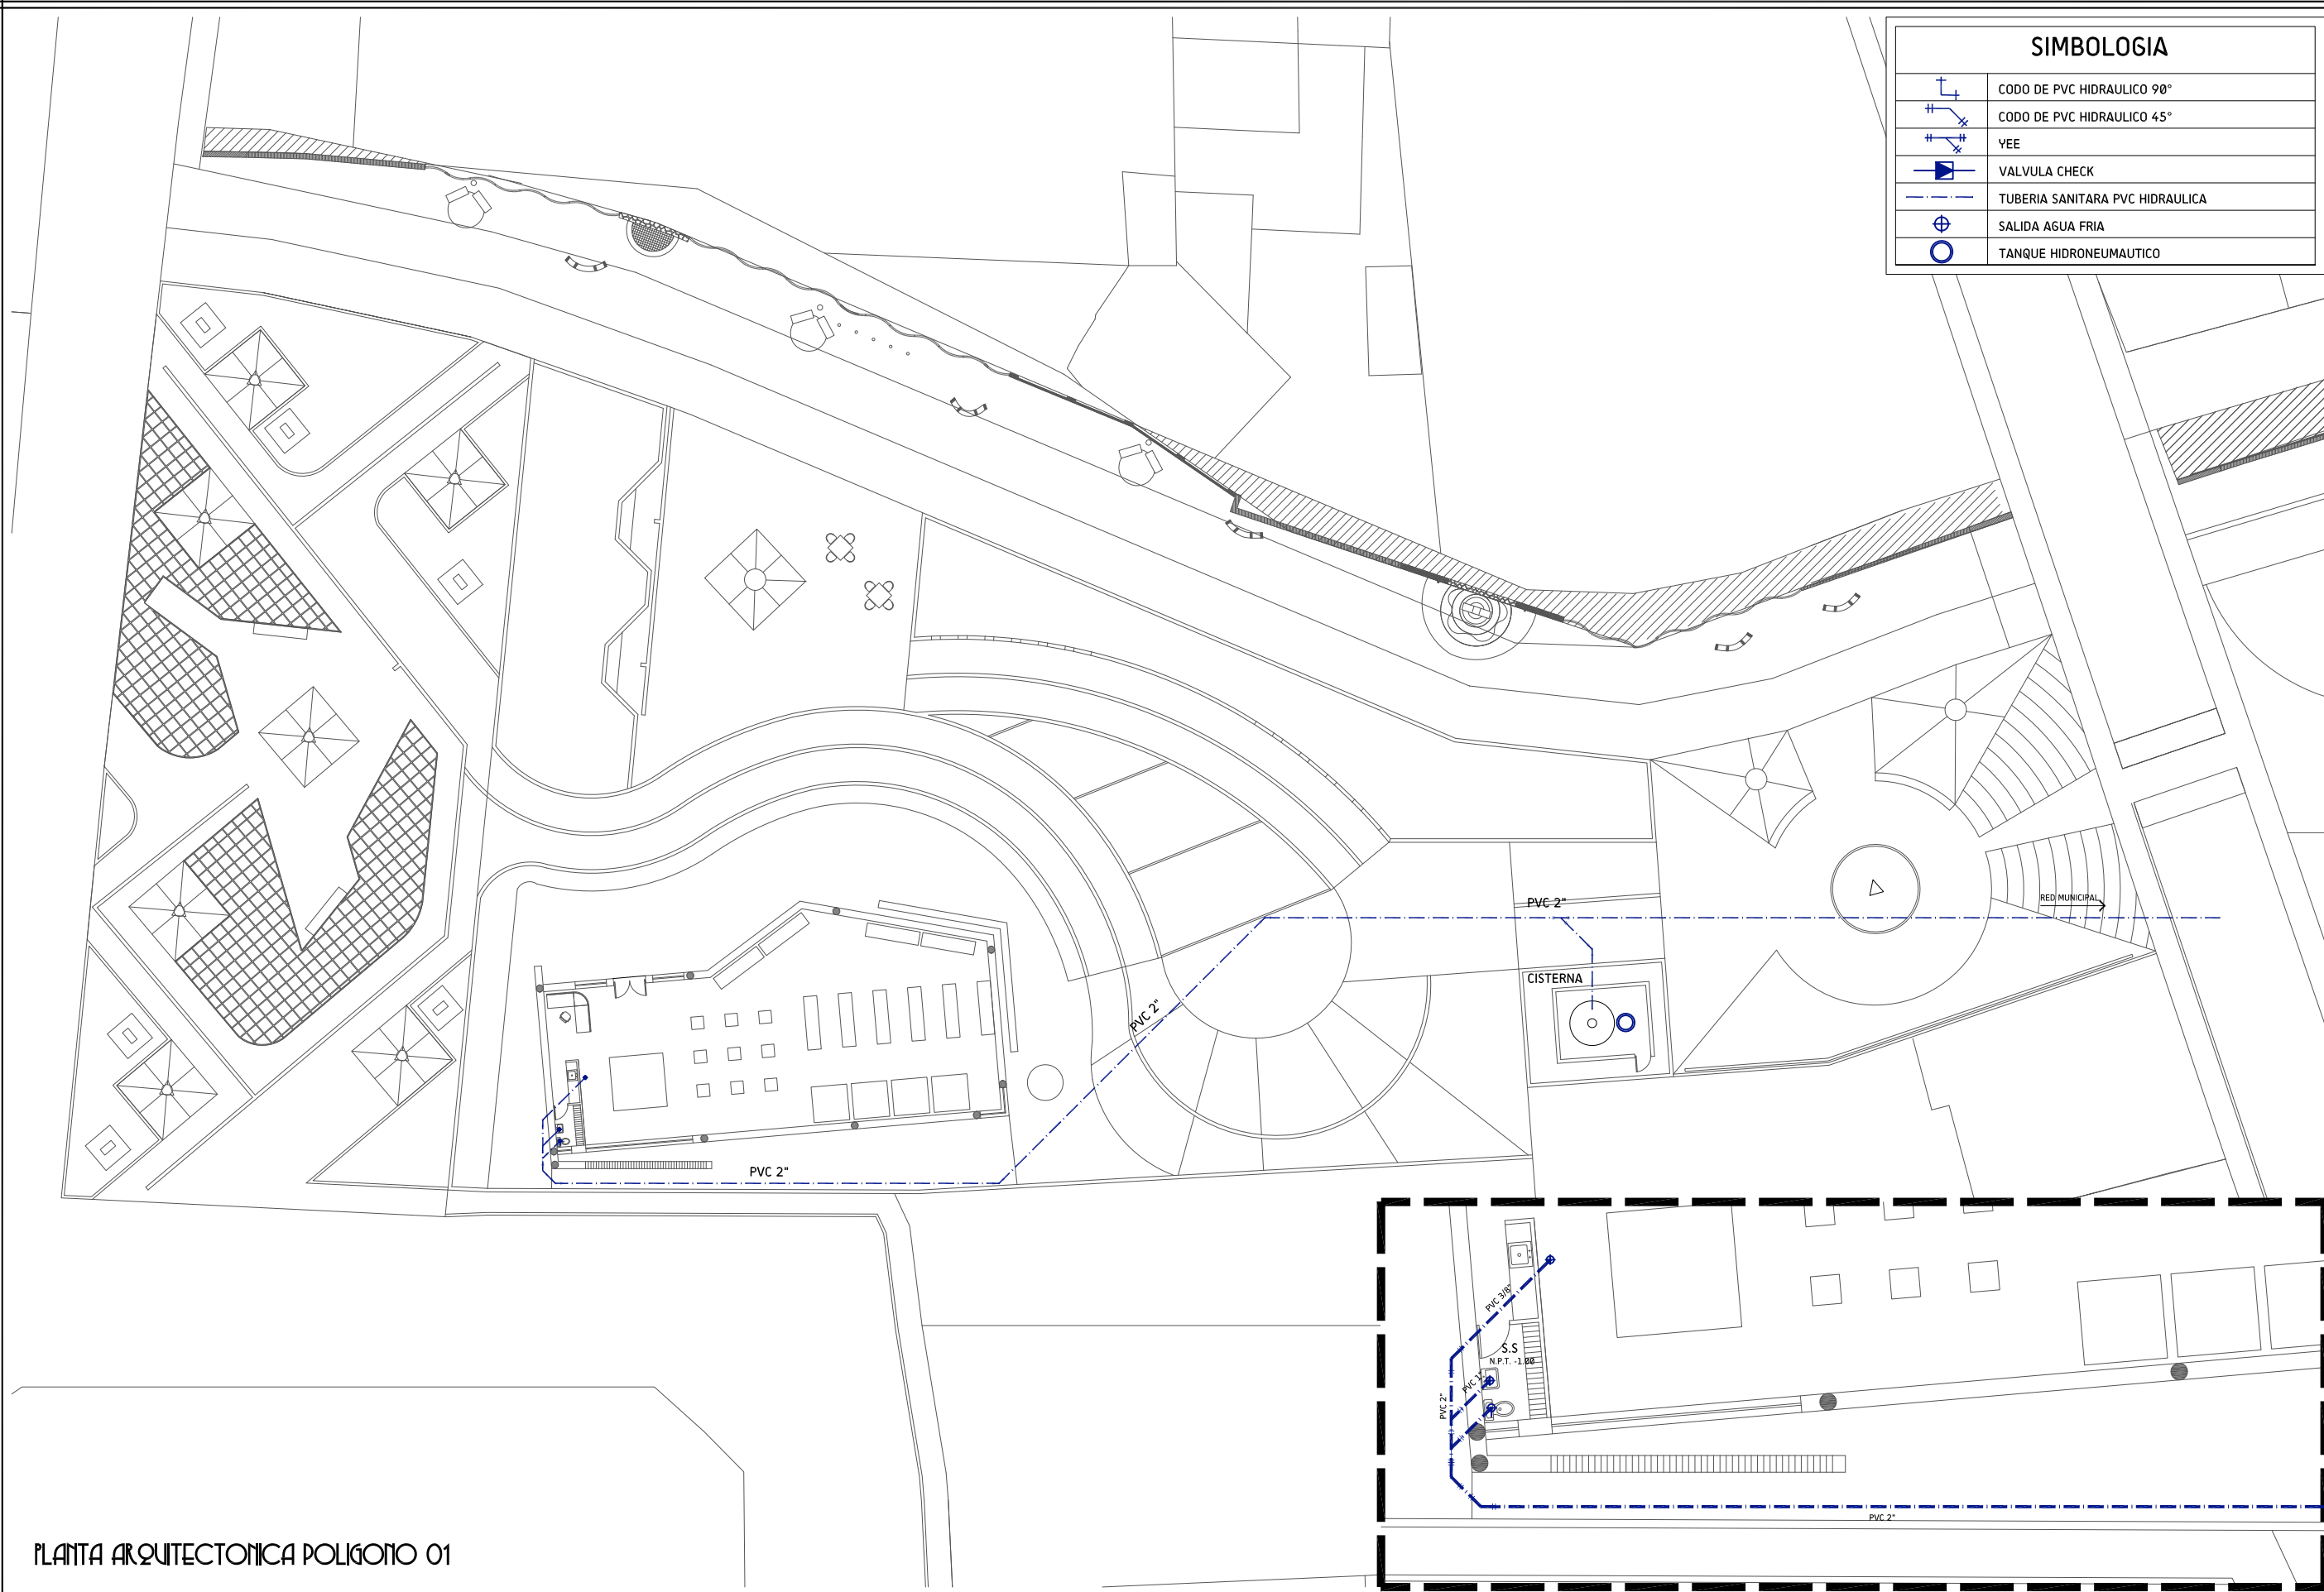 SIMBOLOGIA
CODO DE PVC HIDRAULICO 90°
CODO DE PVC HIDRAULICO 45°
YEE
VALVULA CHECK
TUBERIA SANITARA PVC HIDRAULICA
SALIDA AGUA FRIA
TANQUE HIDRONEUMAUTICO
PVC 2"
RED MUNICIPAL
CISTERNA
PVC 2"
PVC 2"
PVC 3/8"
S.S
N.P.T. -1.00
PVC 1"
PVC 2"
PVC 2"
PLANTA ARQUITECTONICA POLIGONO 01